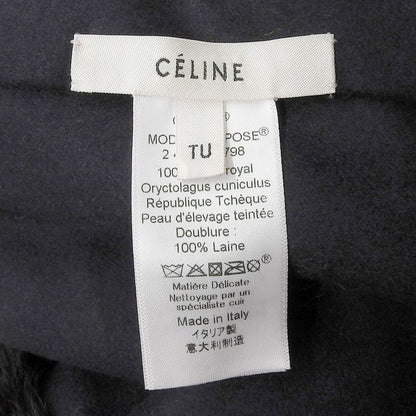 CÉLINE
TU
MOD POSE®
2 798
100 royal
Oryctolagus cuniculus
République Tchèque
Peau d'élevage teintée
Doublure :
100% Laine
Matière Délicate
Nettoyage par un
spécialiste cuir
Made in Italy
イタリア製
意大利制造